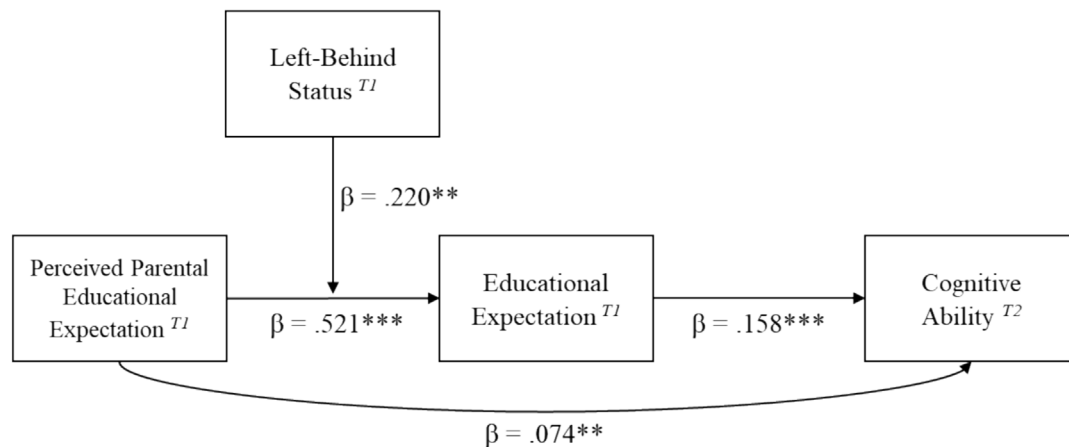 Left-Behind
Status T1
β = .220**
Perceived Parental
Educational
Expectation T1
β = .521***
Educational
Expectation T1
β = .158***
Cognitive
Ability T2
β = .074**